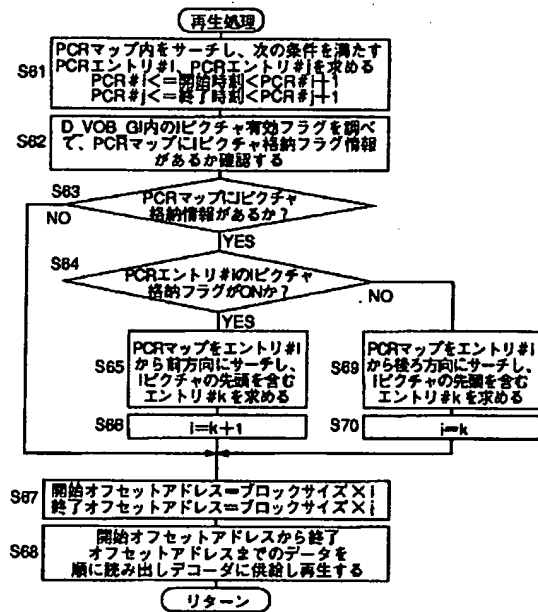 再生処理
S61
PCRマップ内をサーチし、次の条件を満たす
PCRエントリ#i、PCRエントリ#jを求める
PCR#i<=開始時刻<PCR#i+1
PCR#j<=終了時刻<PCR#j+1
S62
D_VOB_GI内のIピクチャ有効フラグを調べ
て、PCRマップにIピクチャ格納フラグ情報
があるか確認する
S63
PCRマップにIピクチャ
格納情報があるか?
NO
YES
S64
PCRエントリ#iのIピクチャ
格納フラグがONか?
NO
YES
S65
PCRマップをエントリ#i
から前方向にサーチし、
Iピクチャの先頭を含む
エントリ#kを求める
S69
PCRマップをエントリ#i
から後ろ方向にサーチし、
Iピクチャの先頭を含む
エントリ#kを求める
S66
i=k+1
S70
i=k
S67
開始オフセットアドレス=ブロックサイズ×i
終了オフセットアドレス=ブロックサイズ×j
S68
開始オフセットアドレスから終了
オフセットアドレスまでのデータを
順に読み出しデコーダに供給し再生する
リターン